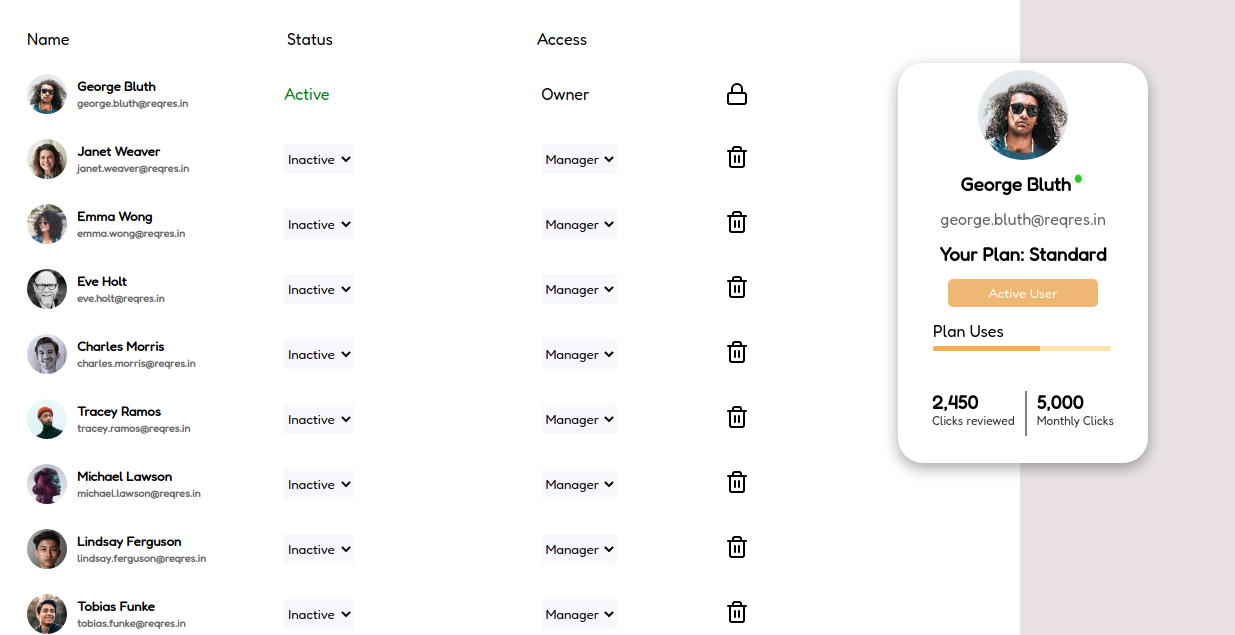 Name Status Access
George Bluth
george.bluth@reqres.in
Active Owner
Janet Weaver
janet.weaver@reqres.in
Inactive Manager
Emma Wong
emma.wong@reqres.in
Inactive Manager
Eve Holt
eve.holt@reqres.in
Inactive Manager
Charles Morris
charles.morris@reqres.in
Inactive Manager
Tracey Ramos
tracey.ramos@reqres.in
Inactive Manager
Michael Lawson
michael.lawson@reqres.in
Inactive Manager
Lindsay Ferguson
lindsay.ferguson@reqres.in
Inactive Manager
Tobias Funke
tobias.funke@reqres.in
Inactive Manager
George Bluth
george.bluth@reqres.in
Your Plan: Standard
Active User
Plan Uses
2,450 5,000
Clicks reviewed Monthly Clicks